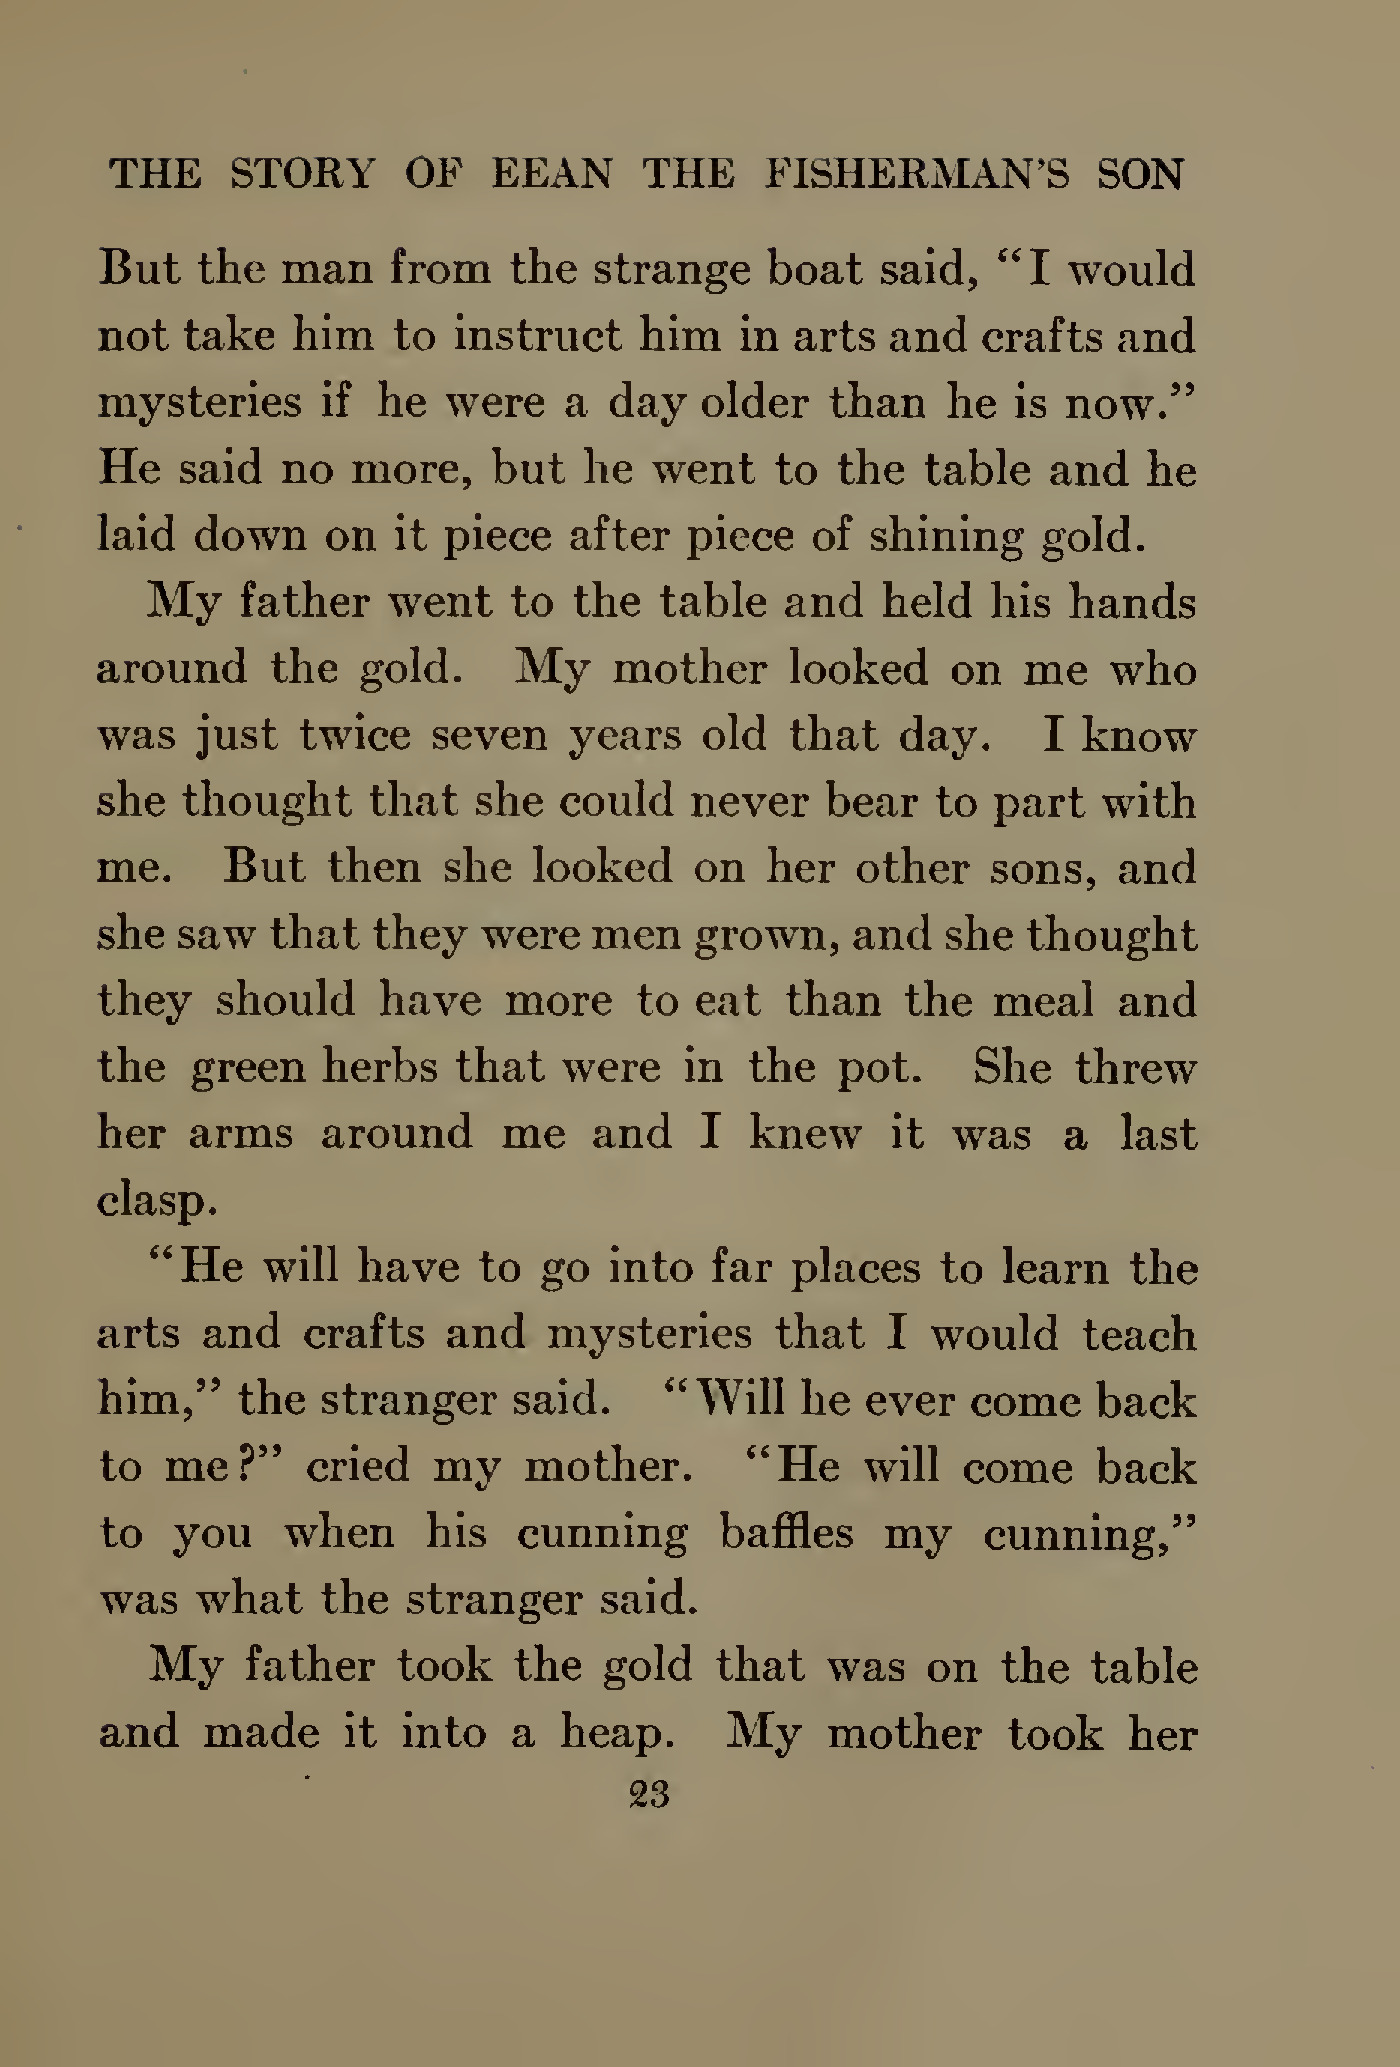 THE STORY OF EEAN THE FISHERMAN'S SON
But the man from the strange boat said, "I would
not take him to instruct him in arts and crafts and
mysteries if he were a day older than he is now."
He said no more, but he went to the table and he
laid down on it piece after piece of shining gold.
My father went to the table and held his hands
around the gold. My mother looked on me who
was just twice seven years old that day. I know
she thought that she could never bear to part with
me. But then she looked on her other sons, and
she saw that they were men grown, and she thought
they should have more to eat than the meal and
the green herbs that were in the pot. She threw
her arms around me and I knew it was a last
clasp.
"He will have to go into far places to learn the
arts and crafts and mysteries that I would teach
him," the stranger said. "Will he ever come back
to me?" cried my mother. "He will come back
to you when his cunning baffles my cunning,"
was what the stranger said.
My father took the gold that was on the table
and made it into a heap. My mother took her
23